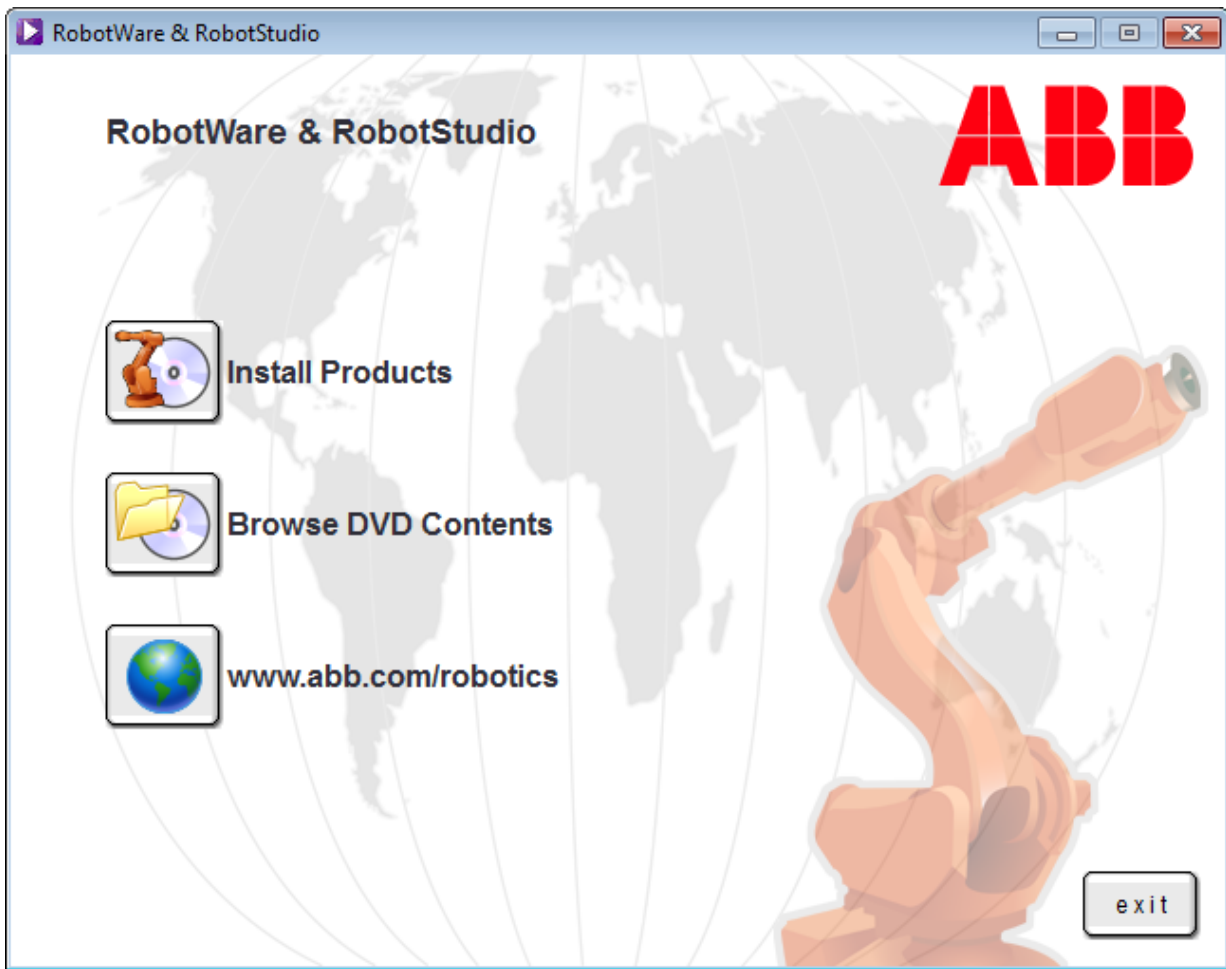 RobotWare & RobotStudio
RobotWare & RobotStudio
ABB
Install Products
Browse DVD Contents
www.abb.com/robotics
exit